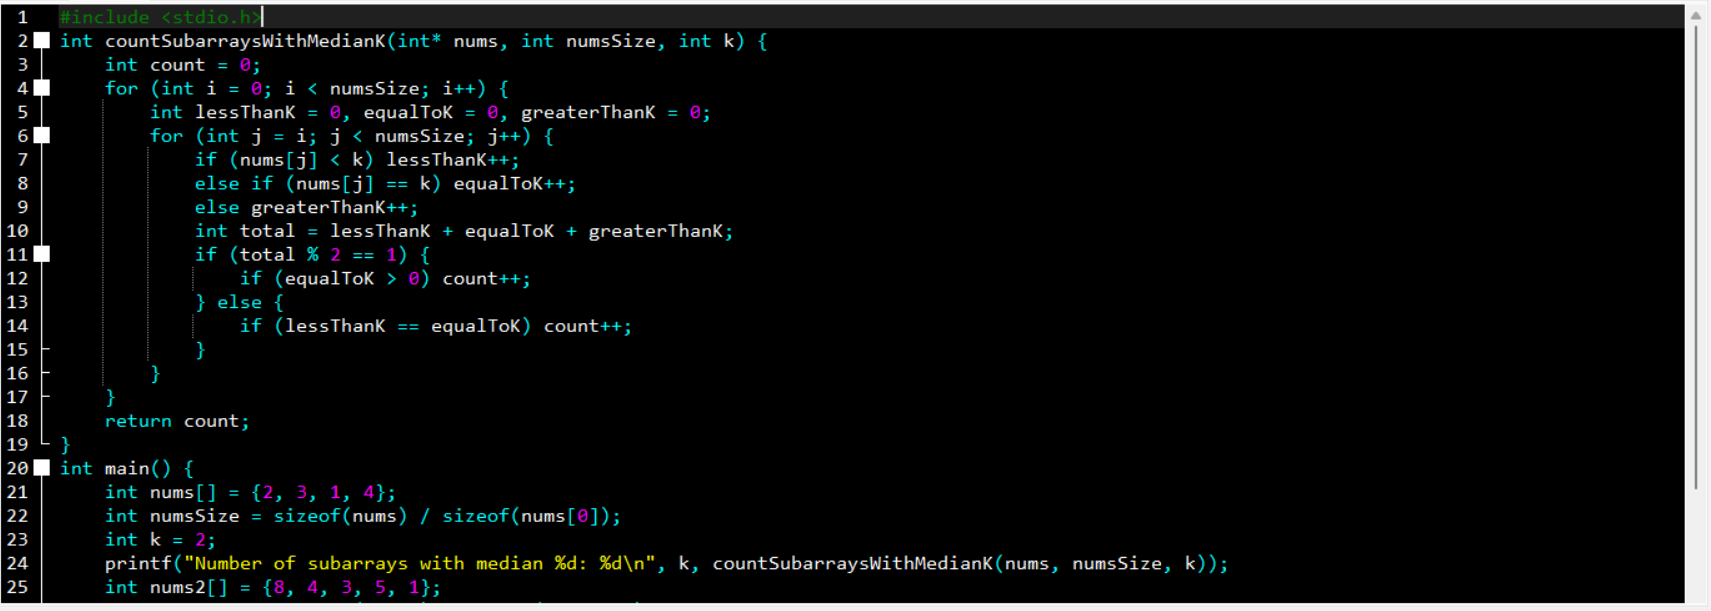 1 #include <stdio.h>
2 int countSubarraysWithMedianK(int* nums, int numsSize, int k) {
3 int count = 0;
4 for (int i = 0; i < numsSize; i++) {
5 int lessThanK = 0, equalToK = 0, greaterThanK = 0;
6 for (int j = i; j < numsSize; j++) {
7 if (nums[j] < k) lessThanK++;
8 else if (nums[j] == k) equalToK++;
9 else greaterThanK++;
10 int total = lessThanK + equalToK + greaterThanK;
11 if (total % 2 == 1) {
12 if (equalToK > 0) count++;
13 } else {
14 if (lessThanK == equalToK) count++;
15 }
16 }
17 }
18 return count;
19 }
20 int main() {
21 int nums[] = {2, 3, 1, 4};
22 int numsSize = sizeof(nums) / sizeof(nums[0]);
23 int k = 2;
24 printf("Number of subarrays with median %d: %d\n", k, countSubarraysWithMedianK(nums, numsSize, k));
25 int nums2[] = {8, 4, 3, 5, 1};